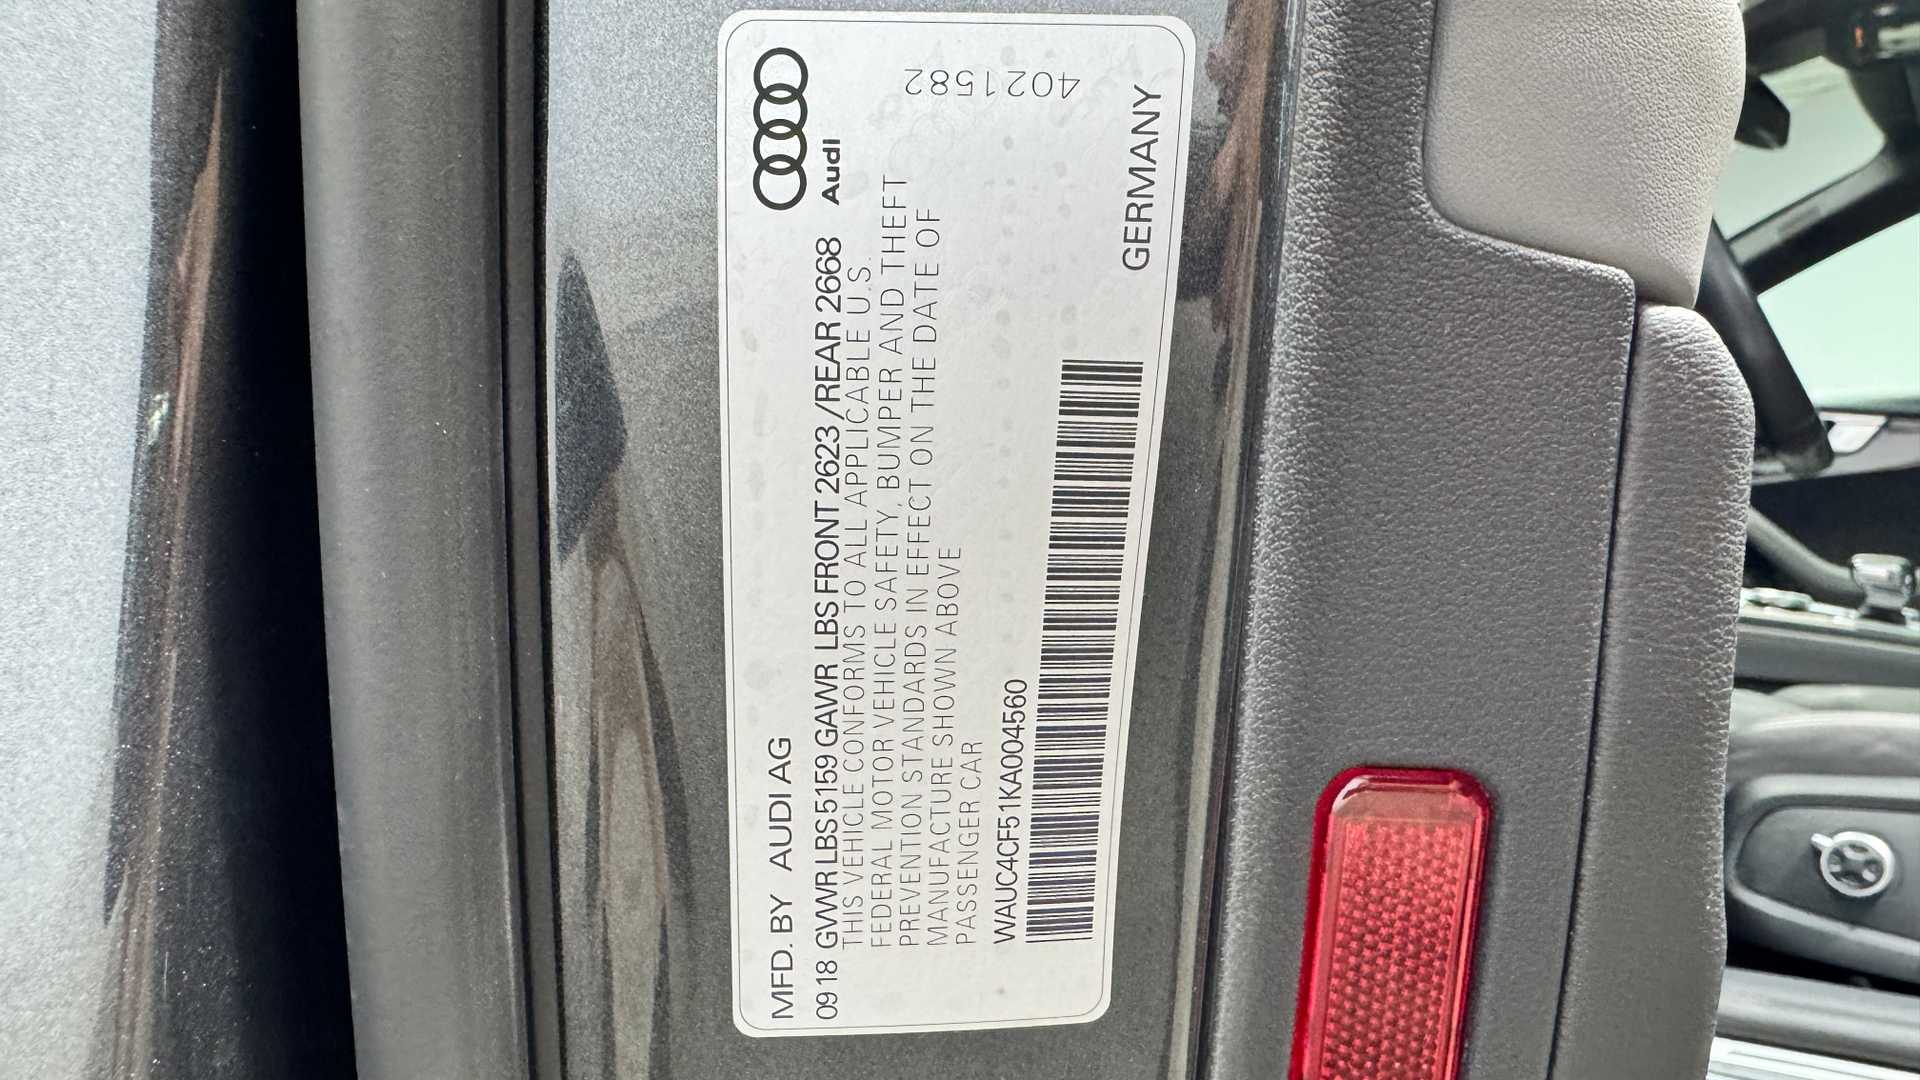 Audi
MFD. BY AUDI AG
09 18 GVWR LBS 5159 GAWR LBS FRONT 2623 /REAR 2668
THIS VEHICLE CONFORMS TO ALL APPLICABLE U.S.
FEDERAL MOTOR VEHICLE SAFETY, BUMPER AND THEFT
PREVENTION STANDARDS IN EFFECT ON THE DATE OF
MANUFACTURE SHOWN ABOVE
PASSENGER CAR
WAUC4CF51KA004560
GERMANY
4021582